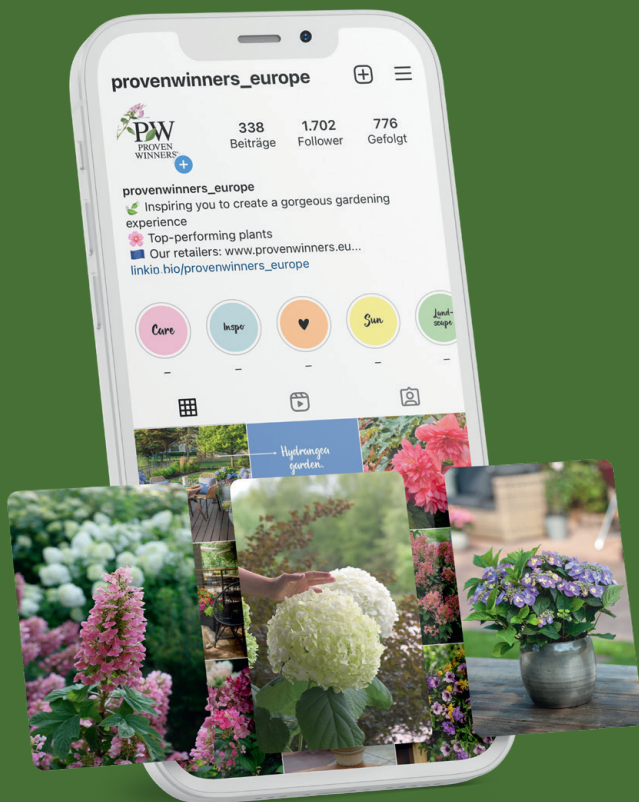 provenwinners_europe
PW
PROVEN
WINNERS
338
Beiträge
1.702
Follower
776
Gefolgt
provenwinners_europe
Inspiring you to create a gorgeous gardening
experience
Top-performing plants
Our retailers: www.provenwinners.eu...
linkin.bio/provenwinners_europe
Care
Inspo
Sun
Land-
scape
Hydrangea
garden.